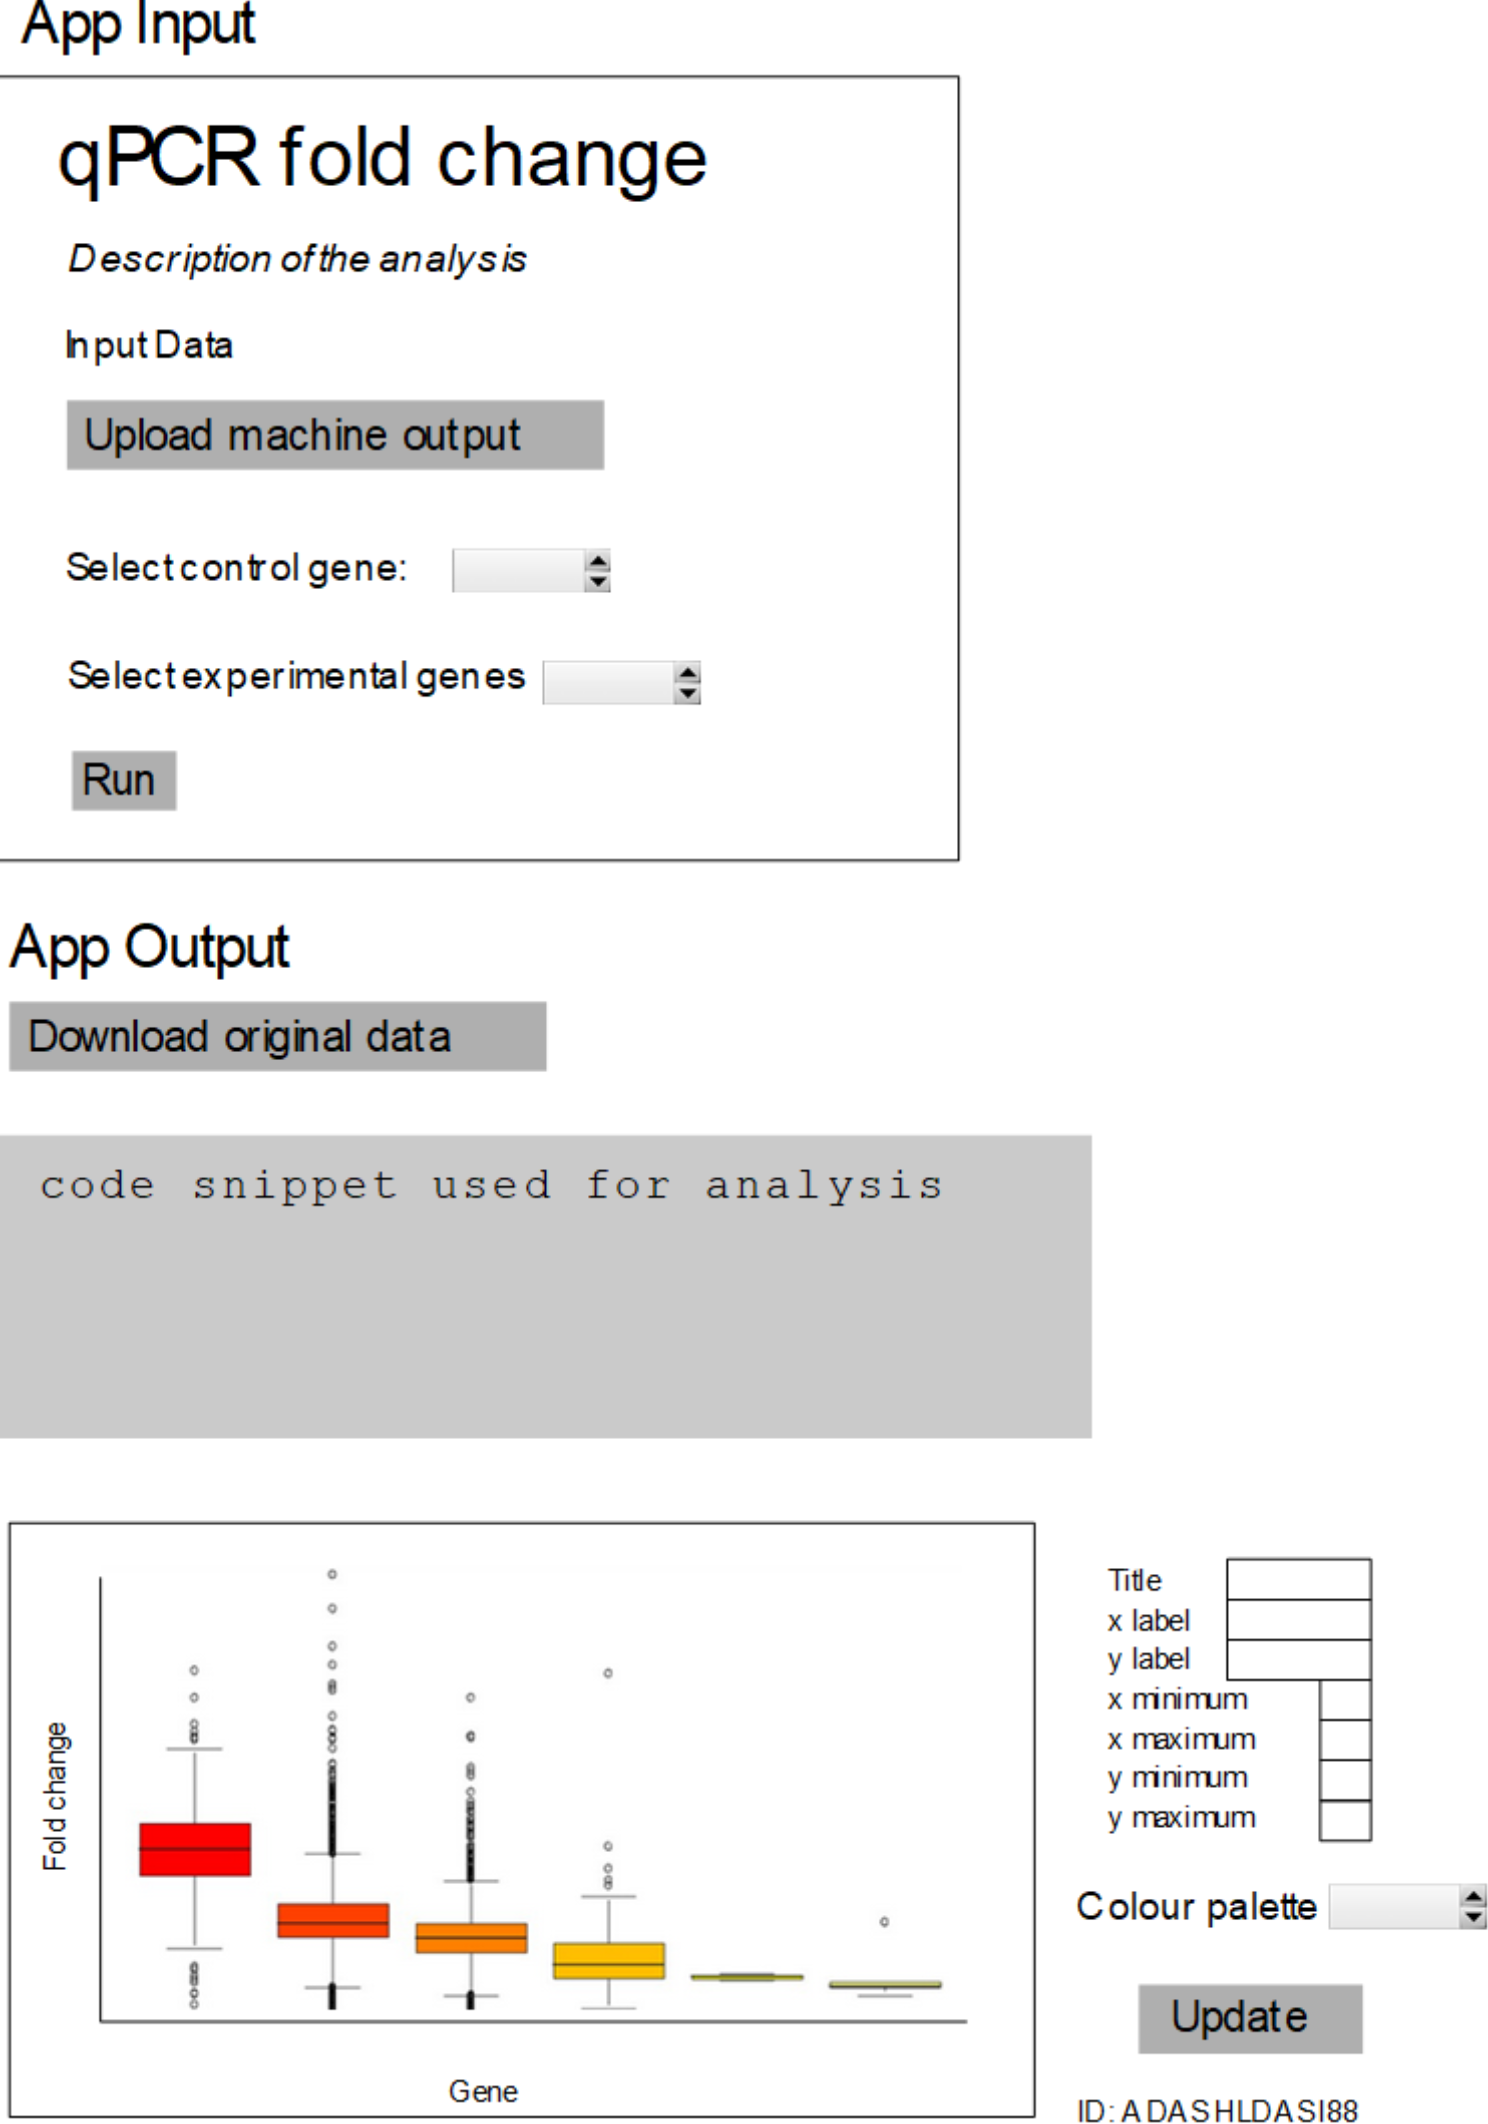 App Input
qPCR fold change
Description of the analysis
Input Data
Upload machine output
Select control gene:
Select experimental genes
Run
App Output
Download original data
code snippet used for analysis
Fold change
Gene
Title
x label
y label
x minimum
x maximum
y minimum
y maximum
Colour palette
Update
ID: ADASHLDASI88